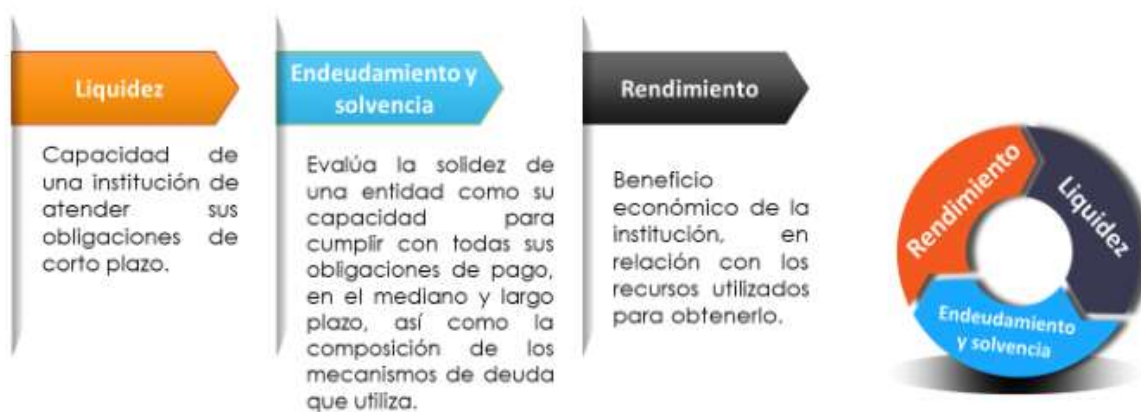 Liquidez
Capacidad de
una institución de
atender sus
obligaciones de
corto plazo.
Endeudamiento y
solvencia
Evalúa la solidez de
una entidad como su
capacidad para
cumplir con todas sus
obligaciones de pago,
en el mediano y largo
plazo, así como la
composición de los
mecanismos de deuda
que utiliza.
Rendimiento
Beneficio
económico de la
institución, en
relación con los
recursos utilizados
para obtenerlo.
Rendimiento
Liquidez
Endeudamiento
y solvencia